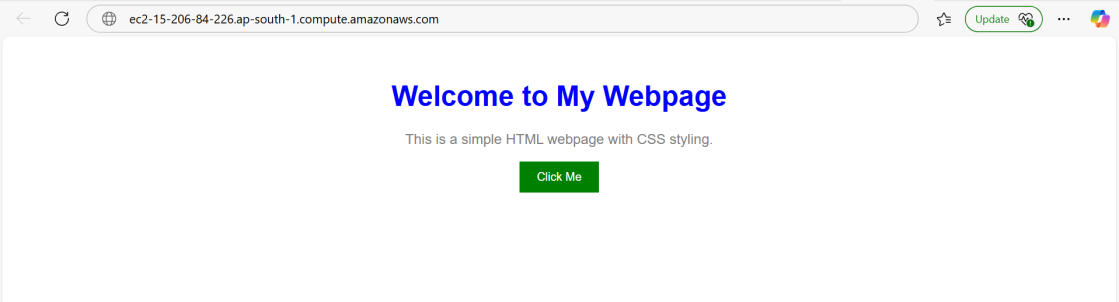 ec2-15-206-84-226.ap-south-1.compute.amazonaws.com
Update
Welcome to My Webpage
This is a simple HTML webpage with CSS styling.
Click Me